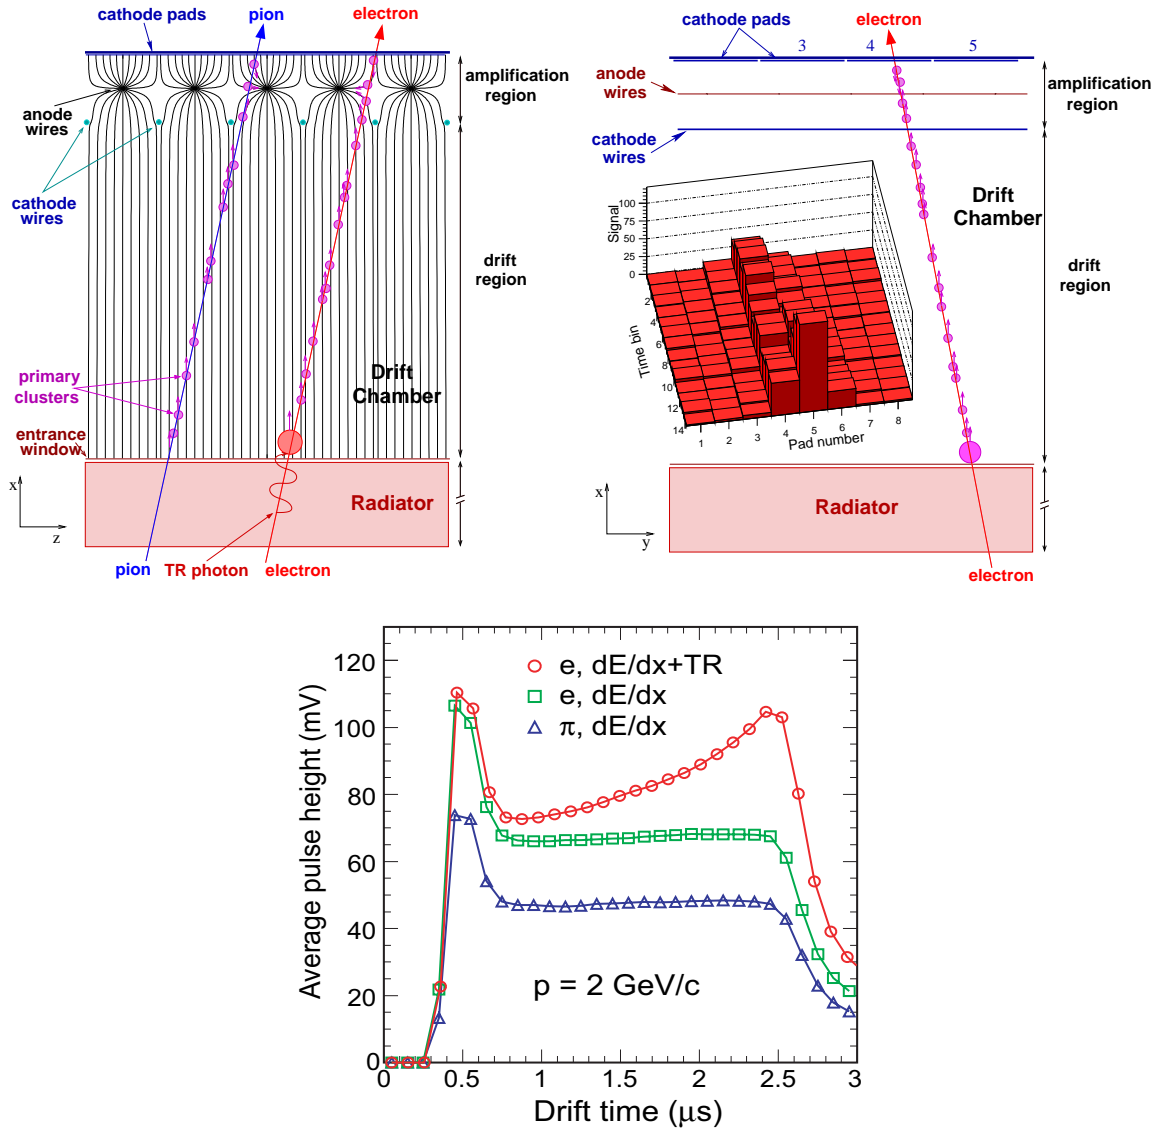 cathode pads
pion
electron
amplification
region
anode
wires
cathode
wires
drift
region
primary
clusters
Drift
Chamber
entrance
window
x
z
Radiator
pion
TR photon
electron
electron
cathode pads
3
4
5
anode
wires
amplification
region
cathode
wires
Drift
Chamber
drift
region
Signal
100
75
50
25
0
2
4
6
8
10
12
14
Time bin
1
2
3
4
5
6
7
8
Pad number
x
y
Radiator
electron
120
100
80
60
40
20
0
Average pulse height (mV)
e, dE/dx+TR
e, dE/dx
π, dE/dx
p = 2 GeV/c
0
0.5
1
1.5
2
2.5
3
Drift time (μs)